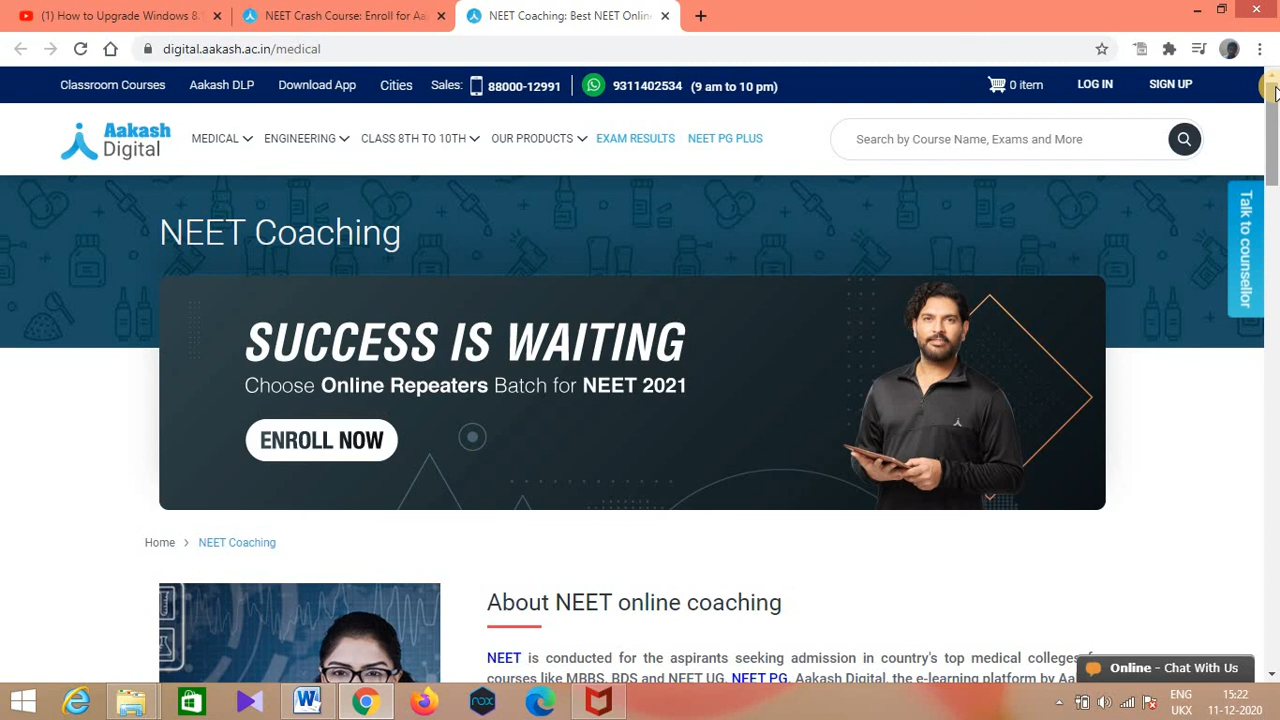 (1) How to Upgrade Windows 8.
NEET Crash Course: Enroll for Aa
NEET Coaching: Best NEET Onlin
digital.aakash.ac.in/medical
Classroom Courses Aakash DLP Download App Cities Sales: 88000-12991 9311402534 (9 am to 10 pm) 0 item LOG IN SIGN UP
Aakash
Digital
MEDICAL ENGINEERING CLASS 8TH TO 10TH OUR PRODUCTS EXAM RESULTS NEET PG PLUS
Search by Course Name, Exams and More
Talk to counsellor
NEET Coaching
SUCCESS IS WAITING
Choose Online Repeaters Batch for NEET 2021
ENROLL NOW
Home > NEET Coaching
About NEET online coaching
NEET is conducted for the aspirants seeking admission in country's top medical colleges
courses like MBBS, BDS and NEET UG, NEET PG. Aakash Digital, the e-learning platform by Aa
Online - Chat With Us
W
nox
ENG
UKX
15:22
11-12-2020